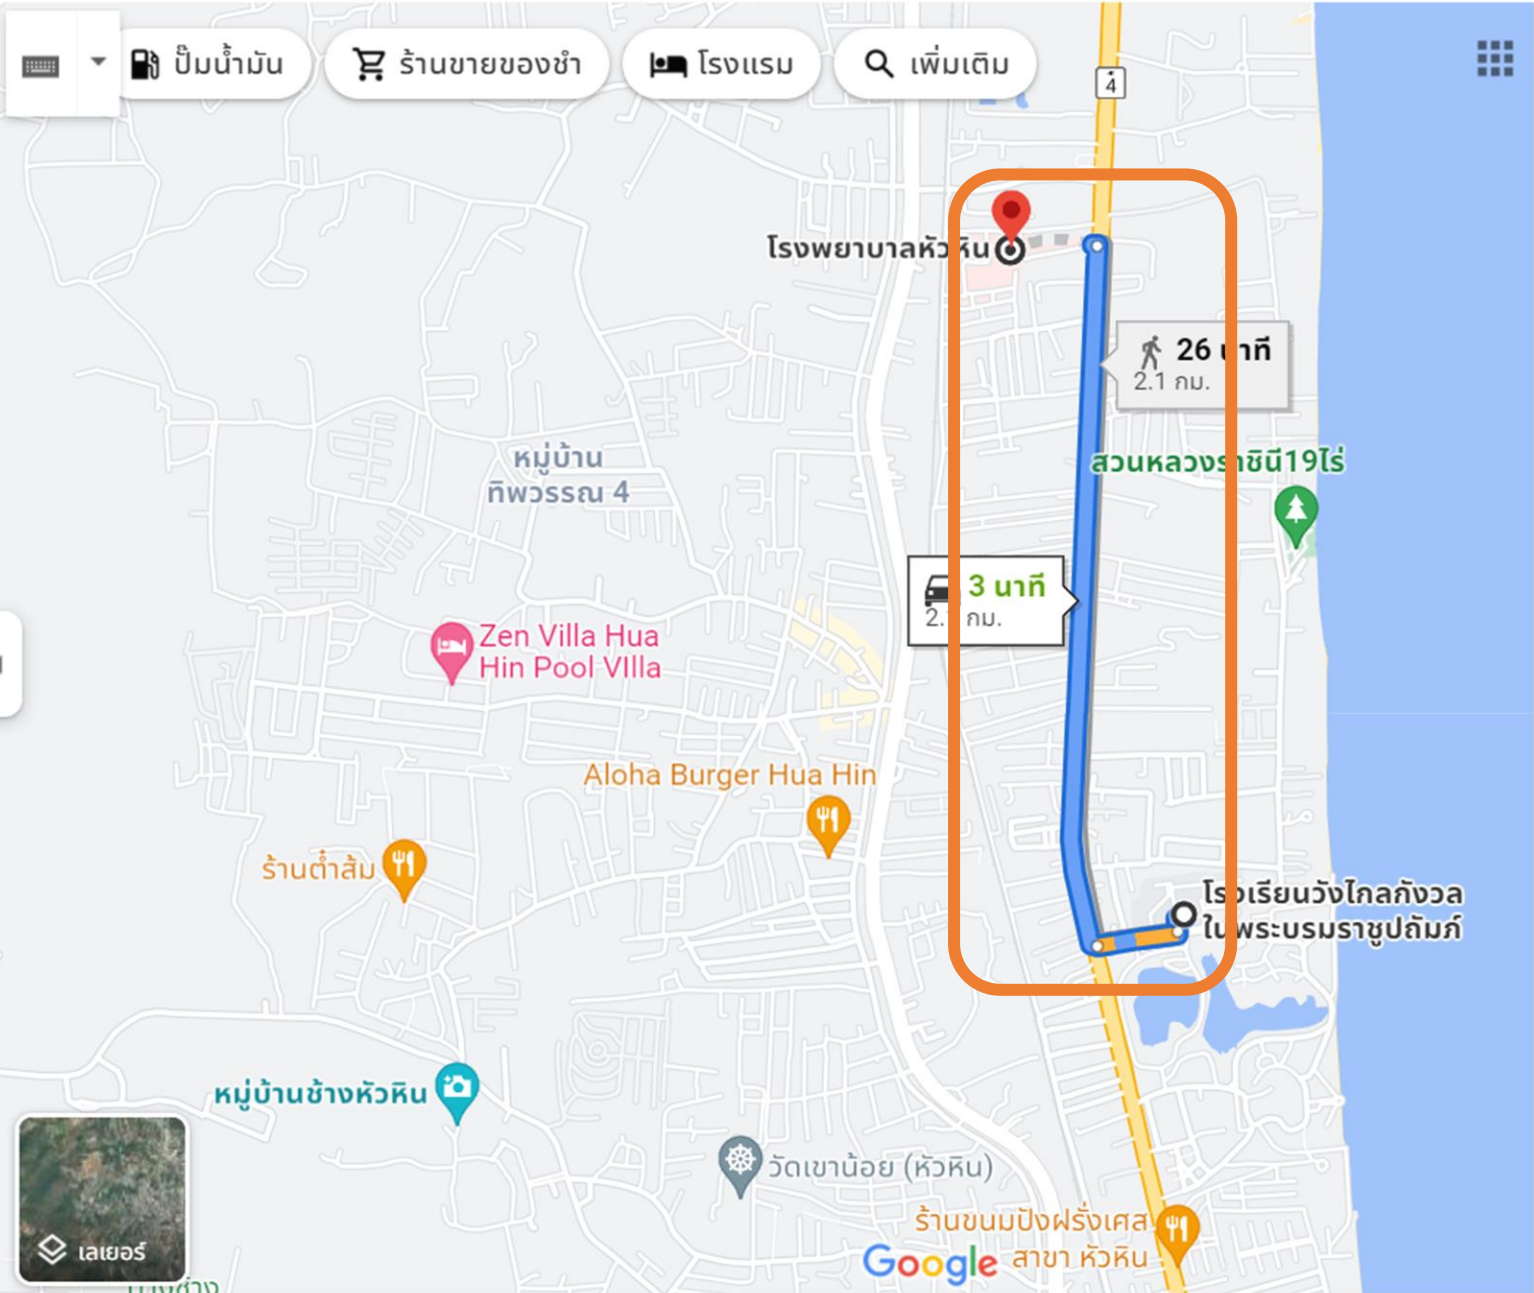 ปั๊มน้ำมัน
ร้านขายของชำ
โรงแรม
เพิ่มเติม
4
โรงพยาบาลหัวหิน
26 นาที
2.1 กม.
สวนหลวงราชินี19ไร่
หมู่บ้าน
ทิพวรรณ 4
3 นาที
กม.
Zen Villa Hua
Hin Pool VIlla
Aloha Burger Hua Hin
ร้านตำส้ม
โรงเรียนวังไกลกังวล
ในพระบรมราชูปถัมภ์
หมู่บ้านช้างหัวหิน
วัดเขาน้อย (หัวหิน)
ร้านขนมปังฝรั่งเศส
สาขา หัวหิน
Google
เลเยอร์